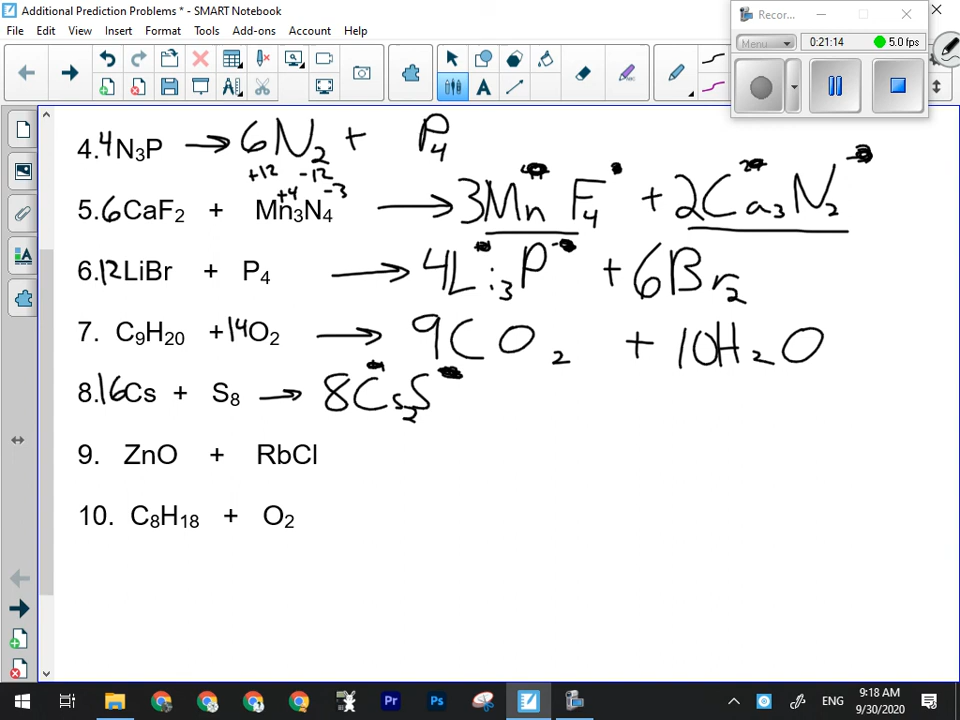 Additional Prediction Problems * - SMART Notebook
Recor...
File Edit View Insert Format Tools Add-ons Account Help
Menu 0:21:14 5.0 fps
4.4N3P → 6N2 + P4
+12 -12
+4 -3
5.6CaF2 + Mn3N4 → 3MnF4 + 2Ca3N2
6.12LiBr + P4 → 4Li3P + 6Br2
7. C9H20 +14O2 → 9CO2 + 10H2O
8.16Cs + S8 → 8Cs2S
9. ZnO + RbCl
10. C8H18 + O2
Pr Ps ENG 9:18 AM
9/30/2020